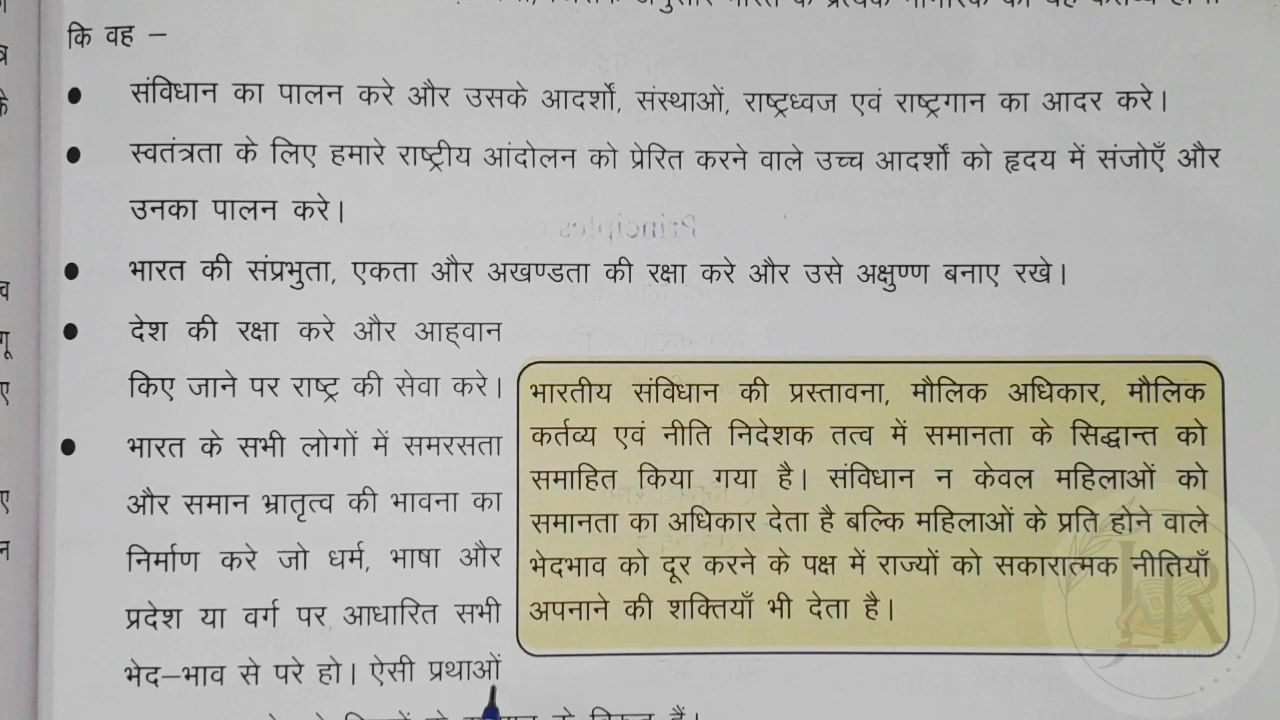 कि वह –
● संविधान का पालन करे और उसके आदर्शों, संस्थाओं, राष्ट्रध्वज एवं राष्ट्रगान का आदर करे।
● स्वतंत्रता के लिए हमारे राष्ट्रीय आंदोलन को प्रेरित करने वाले उच्च आदर्शों को हृदय में संजोएँ और
उनका पालन करे।
● भारत की संप्रभुता, एकता और अखण्डता की रक्षा करे और उसे अक्षुण्ण बनाए रखे।
● देश की रक्षा करे और आह्वान
किए जाने पर राष्ट्र की सेवा करे।
● भारत के सभी लोगों में समरसता
और समान भ्रातृत्व की भावना का
निर्माण करे जो धर्म, भाषा और
प्रदेश या वर्ग पर आधारित सभी
भेद–भाव से परे हो। ऐसी प्रथाओं
भारतीय संविधान की प्रस्तावना, मौलिक अधिकार, मौलिक
कर्तव्य एवं नीति निदेशक तत्व में समानता के सिद्धान्त को
समाहित किया गया है। संविधान न केवल महिलाओं को
समानता का अधिकार देता है बल्कि महिलाओं के प्रति होने वाले
भेदभाव को दूर करने के पक्ष में राज्यों को सकारात्मक नीतियाँ
अपनाने की शक्तियाँ भी देता है।